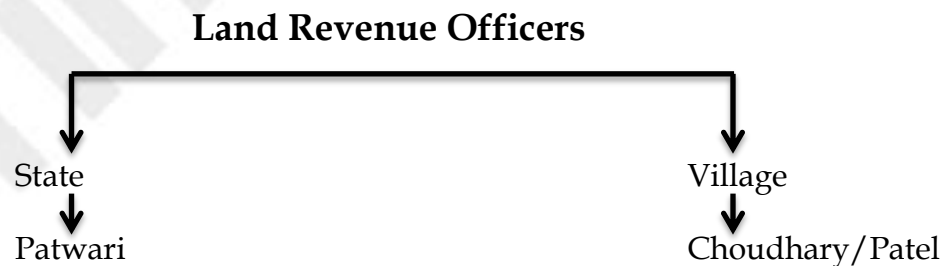 Land Revenue Officers
State Village
Patwari Choudhary/Patel